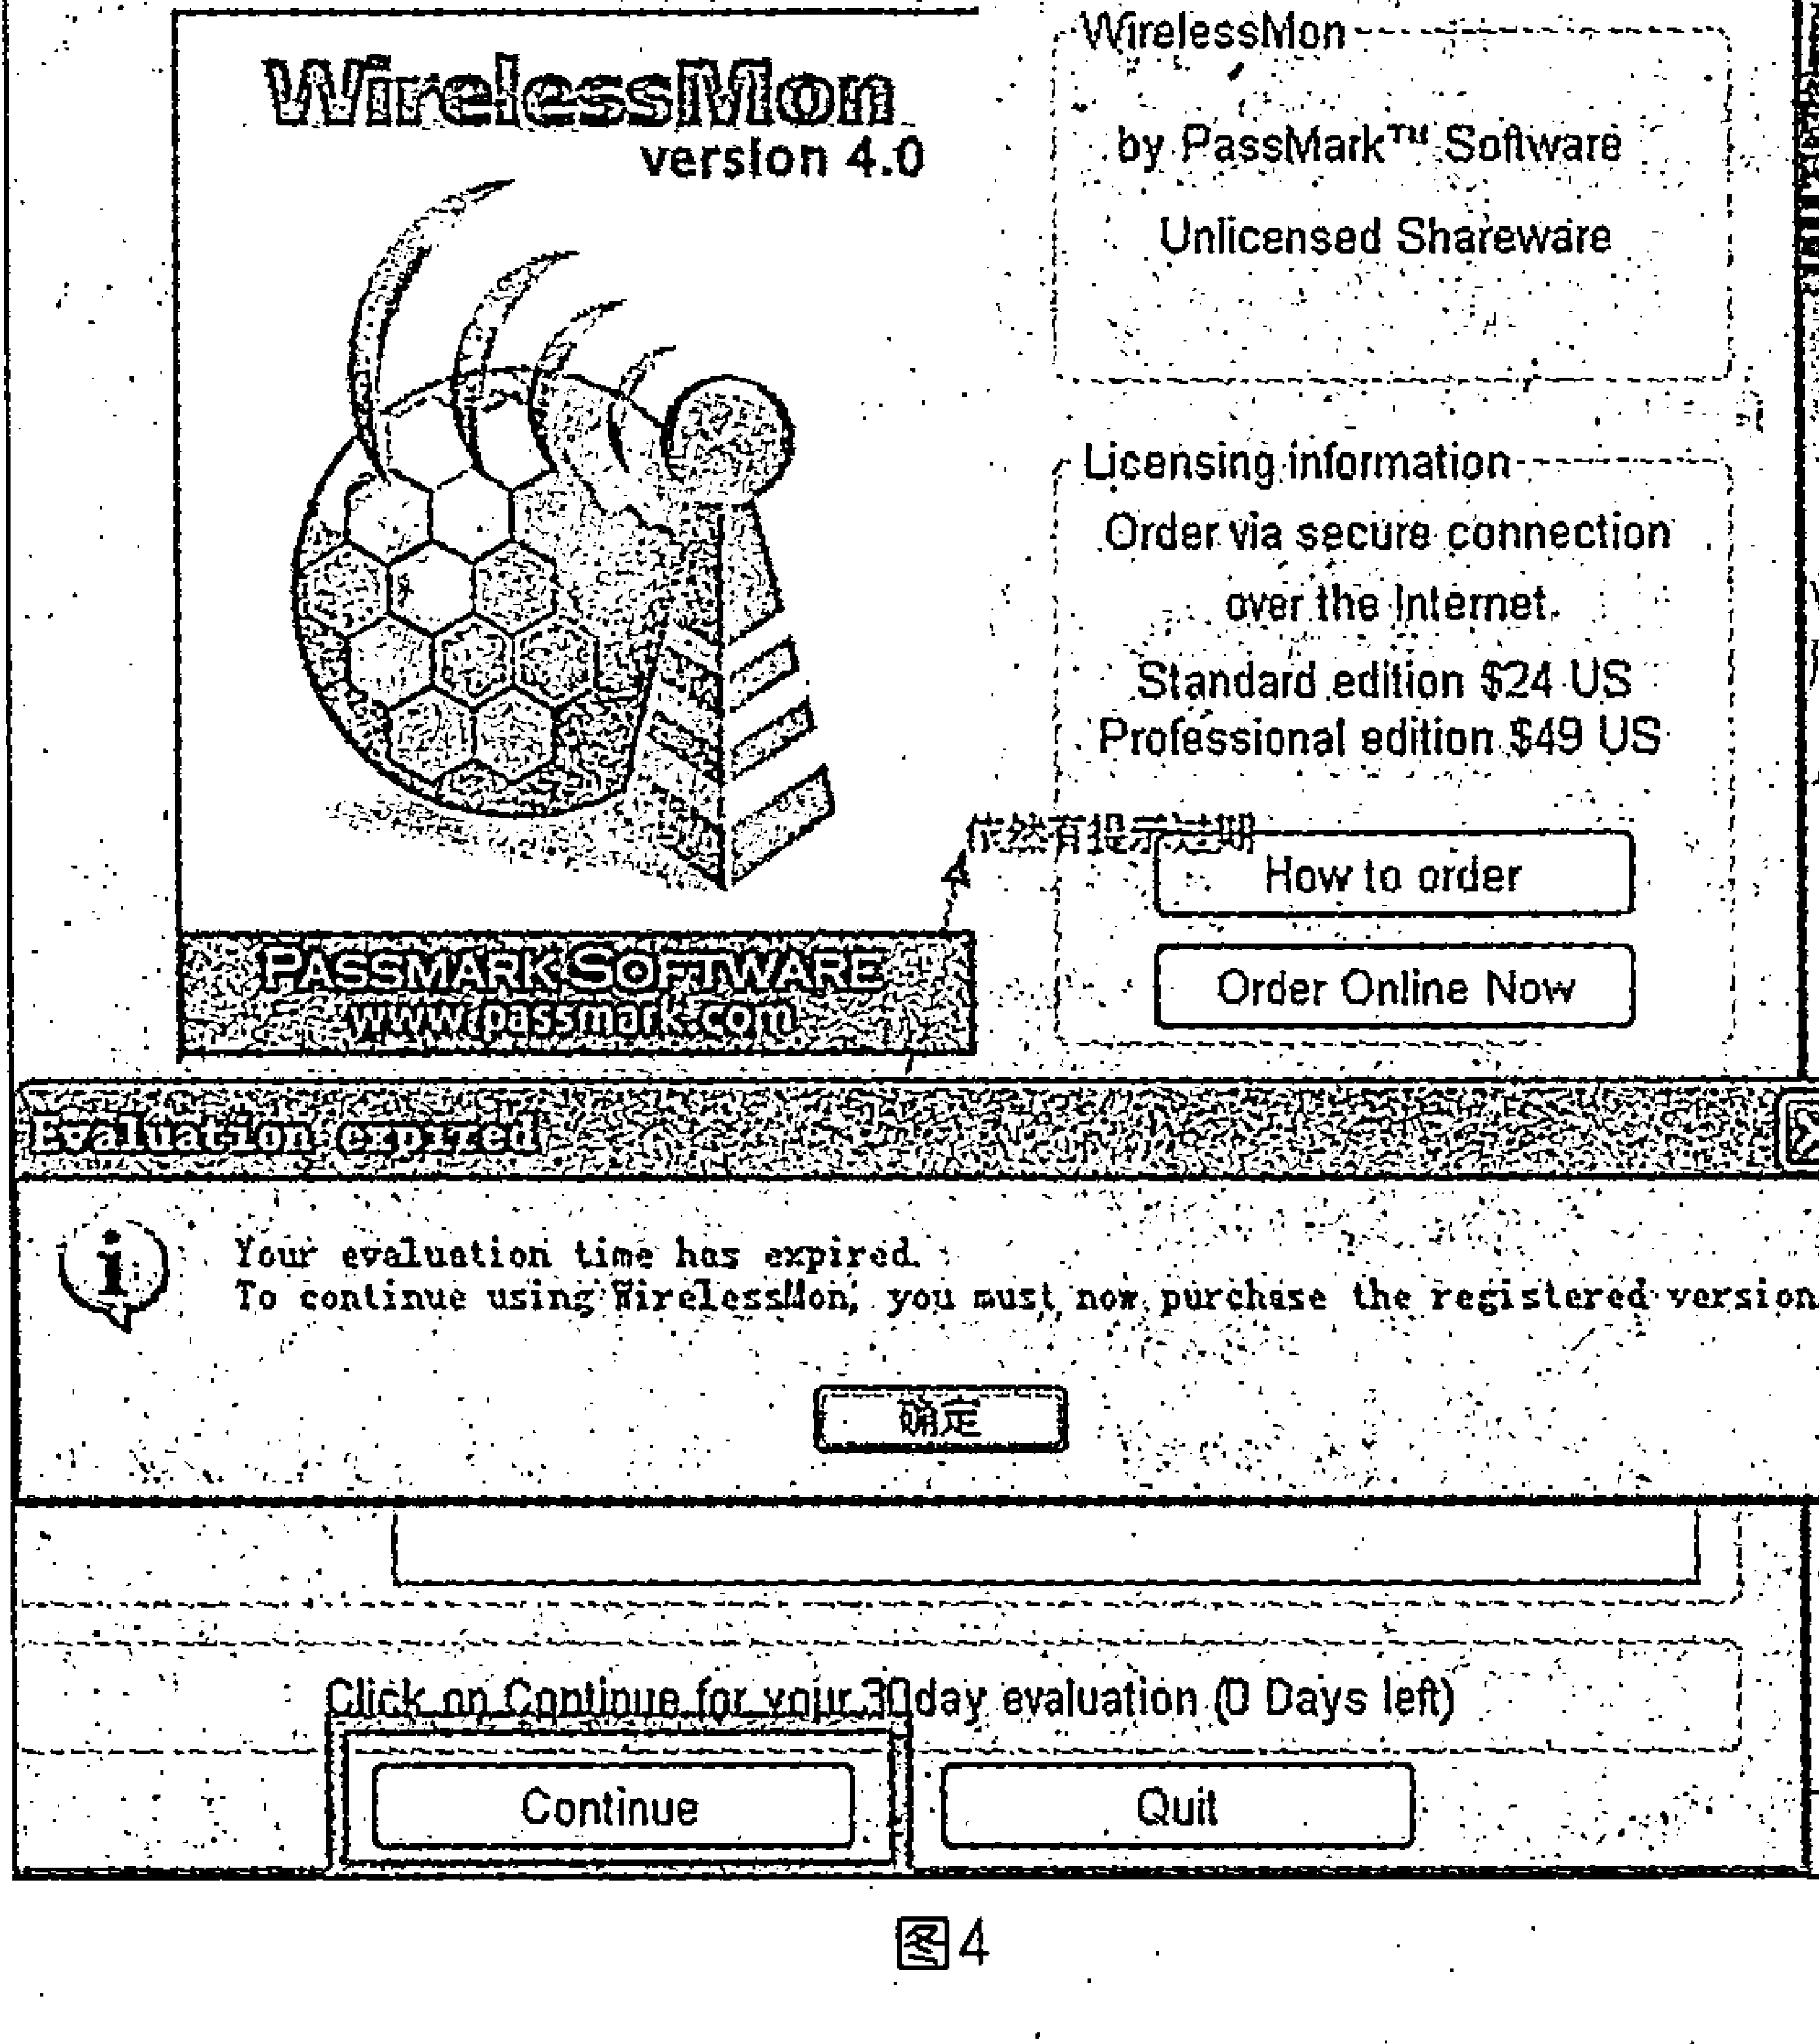 WirelessMon
version 4.0
WirelessMon
by PassMark™ Software
Unlicensed Shareware
Licensing information
Order via secure connection
over the Internet.
Standard edition $24 US
Professional edition $49 US
依然有提示过期
How to order
Order Online Now
PASSMARK SOFTWARE
www.passmark.com
Evaluation expired
Your evaluation time has expired.
To continue using WirelessMon, you must now purchase the registered version
确定
Click on Continue for your 30 day evaluation (0 Days left)
Continue
Quit
图4